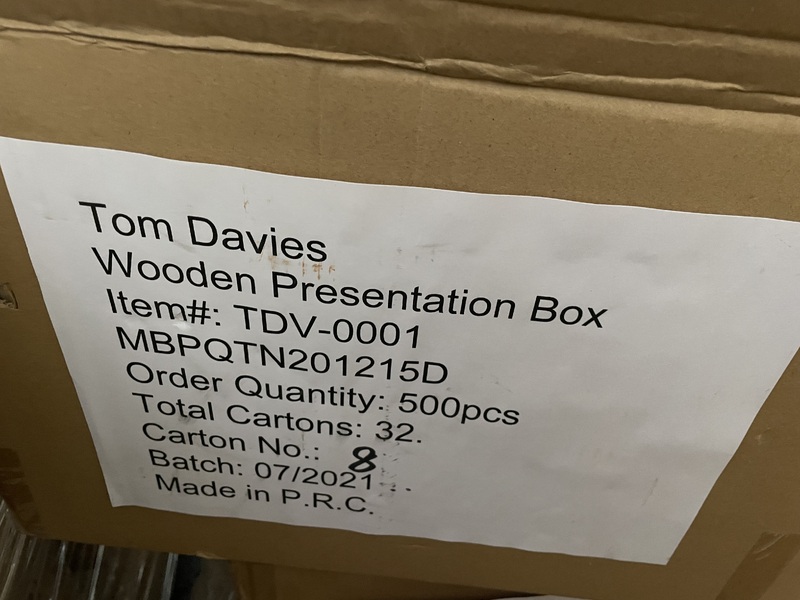 Tom Davies
Wooden Presentation Box
Item#: TDV-0001
MBPQTN201215D
Order Quantity: 500pcs
Total Cartons: 32.
Carton No.: 8
Batch: 07/2021
Made in P.R.C.